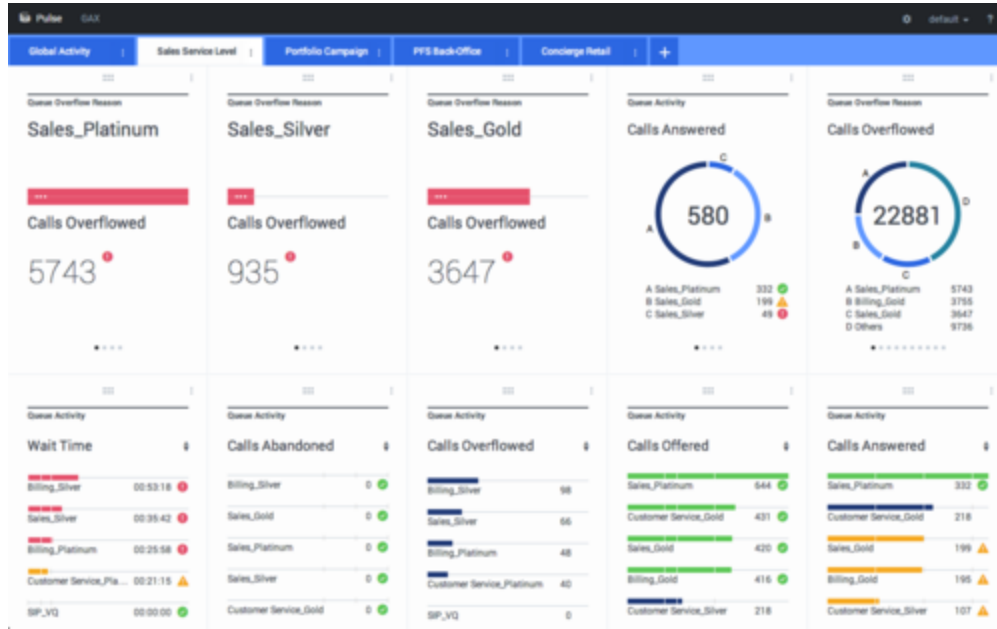 Pulse GAX default ?
Global Activity Sales Service Level Portfolio Campaign PFS Back-Office Concierge Retail +
Queue Overflow Reason
Sales_Platinum
Calls Overflowed
5743
Queue Overflow Reason
Sales_Silver
Calls Overflowed
935
Queue Overflow Reason
Sales_Gold
Calls Overflowed
3647
Queue Activity
Calls Answered
C
580
B
A
A Sales_Platinum 332
B Sales_Gold 199
C Sales_Silver 49
Queue Overflow Reason
Calls Overflowed
A
D
22881
B
C
A Sales_Platinum 5743
B Billing_Gold 3755
C Sales_Gold 3647
D Others 9736
Queue Activity
Wait Time
Billing_Silver 00:53:18
Sales_Silver 00:35:42
Billing_Platinum 00:25:58
Customer Service_Pla... 00:21:15
SIP_VQ 00:00:00
Queue Activity
Calls Abandoned
Billing_Silver 0
Sales_Gold 0
Sales_Platinum 0
Sales_Silver 0
Customer Service_Gold 0
Queue Activity
Calls Overflowed
Billing_Silver 98
Sales_Silver 66
Billing_Platinum 48
Customer Service_Platinum 40
SIP_VQ 0
Queue Activity
Calls Offered
Sales_Platinum 644
Customer Service_Gold 431
Sales_Gold 420
Billing_Gold 416
Customer Service_Silver 218
Queue Activity
Calls Answered
Sales_Platinum 332
Customer Service_Gold 218
Sales_Gold 199
Billing_Gold 195
Customer Service_Silver 107